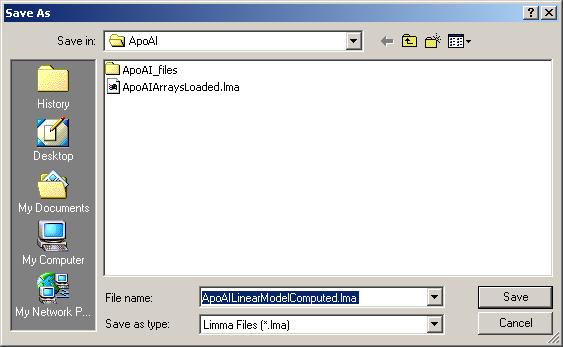 Save As
Save in:
ApoAI
ApoAI_files
ApoAIArraysLoaded.lma
History
Desktop
My Documents
My Computer
My Network P...
File name:
ApoAILinearModelComputed.lma
Save
Save as type:
Limma Files (*.lma)
Cancel